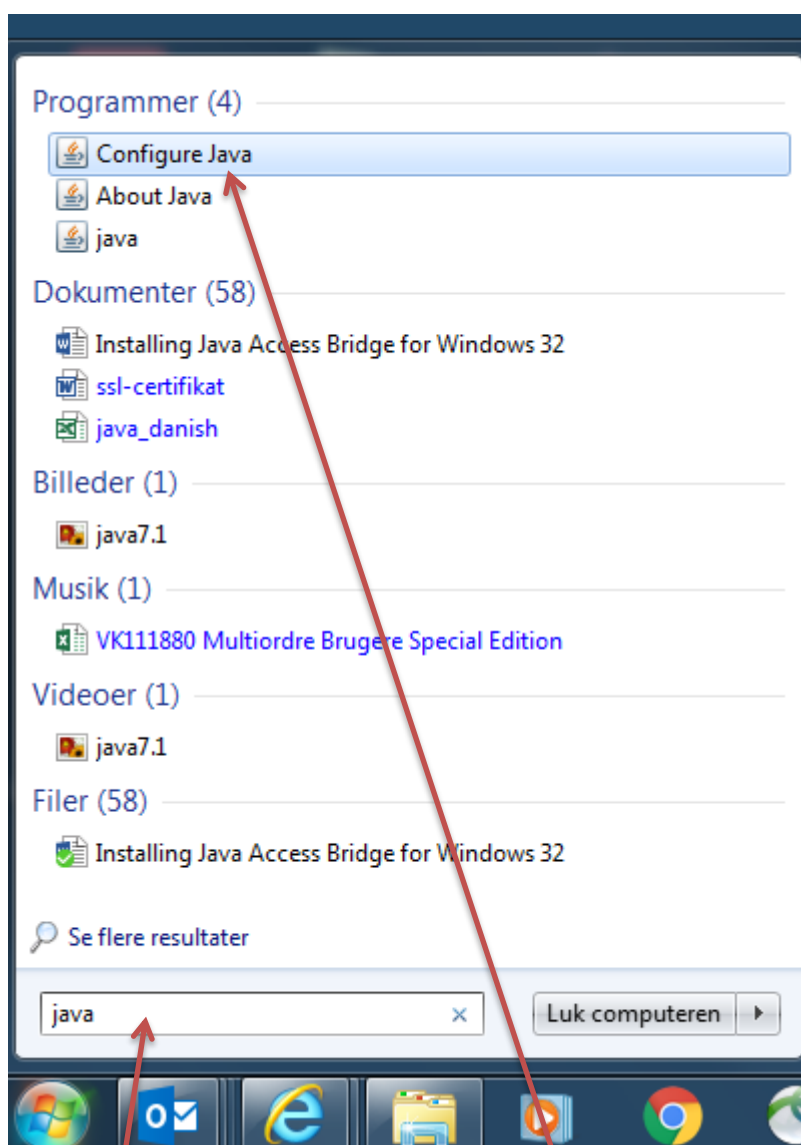 Programmer (4)
Configure Java
About Java
java
Dokumenter (58)
Installing Java Access Bridge for Windows 32
ssl-certifikat
java_danish
Billeder (1)
java7.1
Musik (1)
VK111880 Multiordre Brugere Special Edition
Videoer (1)
java7.1
Filer (58)
Installing Java Access Bridge for Windows 32
Se flere resultater
java
Luk computeren